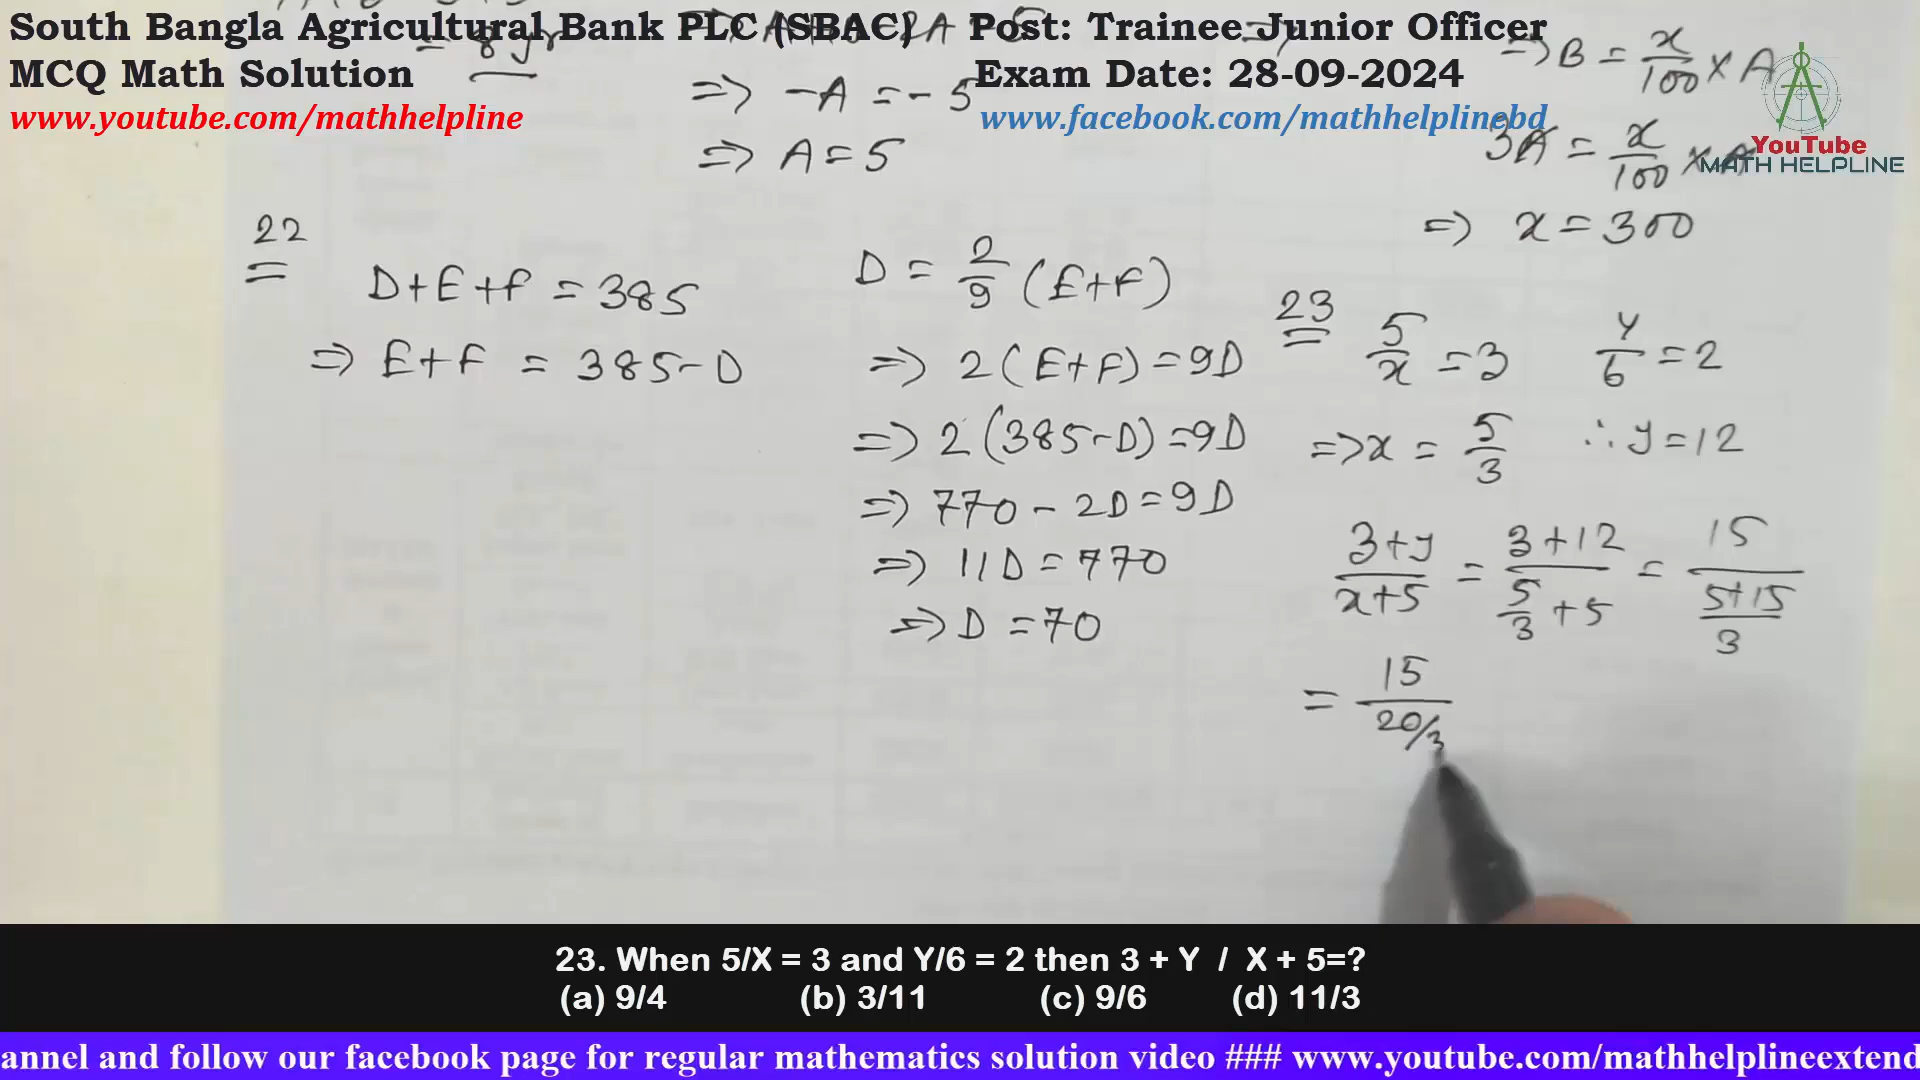 South Bangla Agricultural Bank PLC (SBAC)
Post: Trainee Junior Officer
MCQ Math Solution
Exam Date: 28-09-2024
www.youtube.com/mathhelpline
www.facebook.com/mathhelplinebd
YouTube
MATH HELPLINE
= 8 yr
=> -A = - 5
=> A = 5
=> B = x/100 × A
3A = x/100 × A
=> x = 300
22
D+E+F = 385
=> E+F = 385-D
D = 2/9 (E+F)
=> 2(E+F) = 9D
=> 2(385-D) = 9D
=> 770 - 2D = 9D
=> 11D = 770
=> D = 70
23
5/x = 3
y/6 = 2
=> x = 5/3
∴ y = 12
3+y/x+5 = 3+12/5/3+5 = 15/5+15/3
= 15/20/3
23. When 5/X = 3 and Y/6 = 2 then 3 + Y / X + 5=?
(a) 9/4 (b) 3/11 (c) 9/6 (d) 11/3
annel and follow our facebook page for regular mathematics solution video ### www.youtube.com/mathhelplineextend